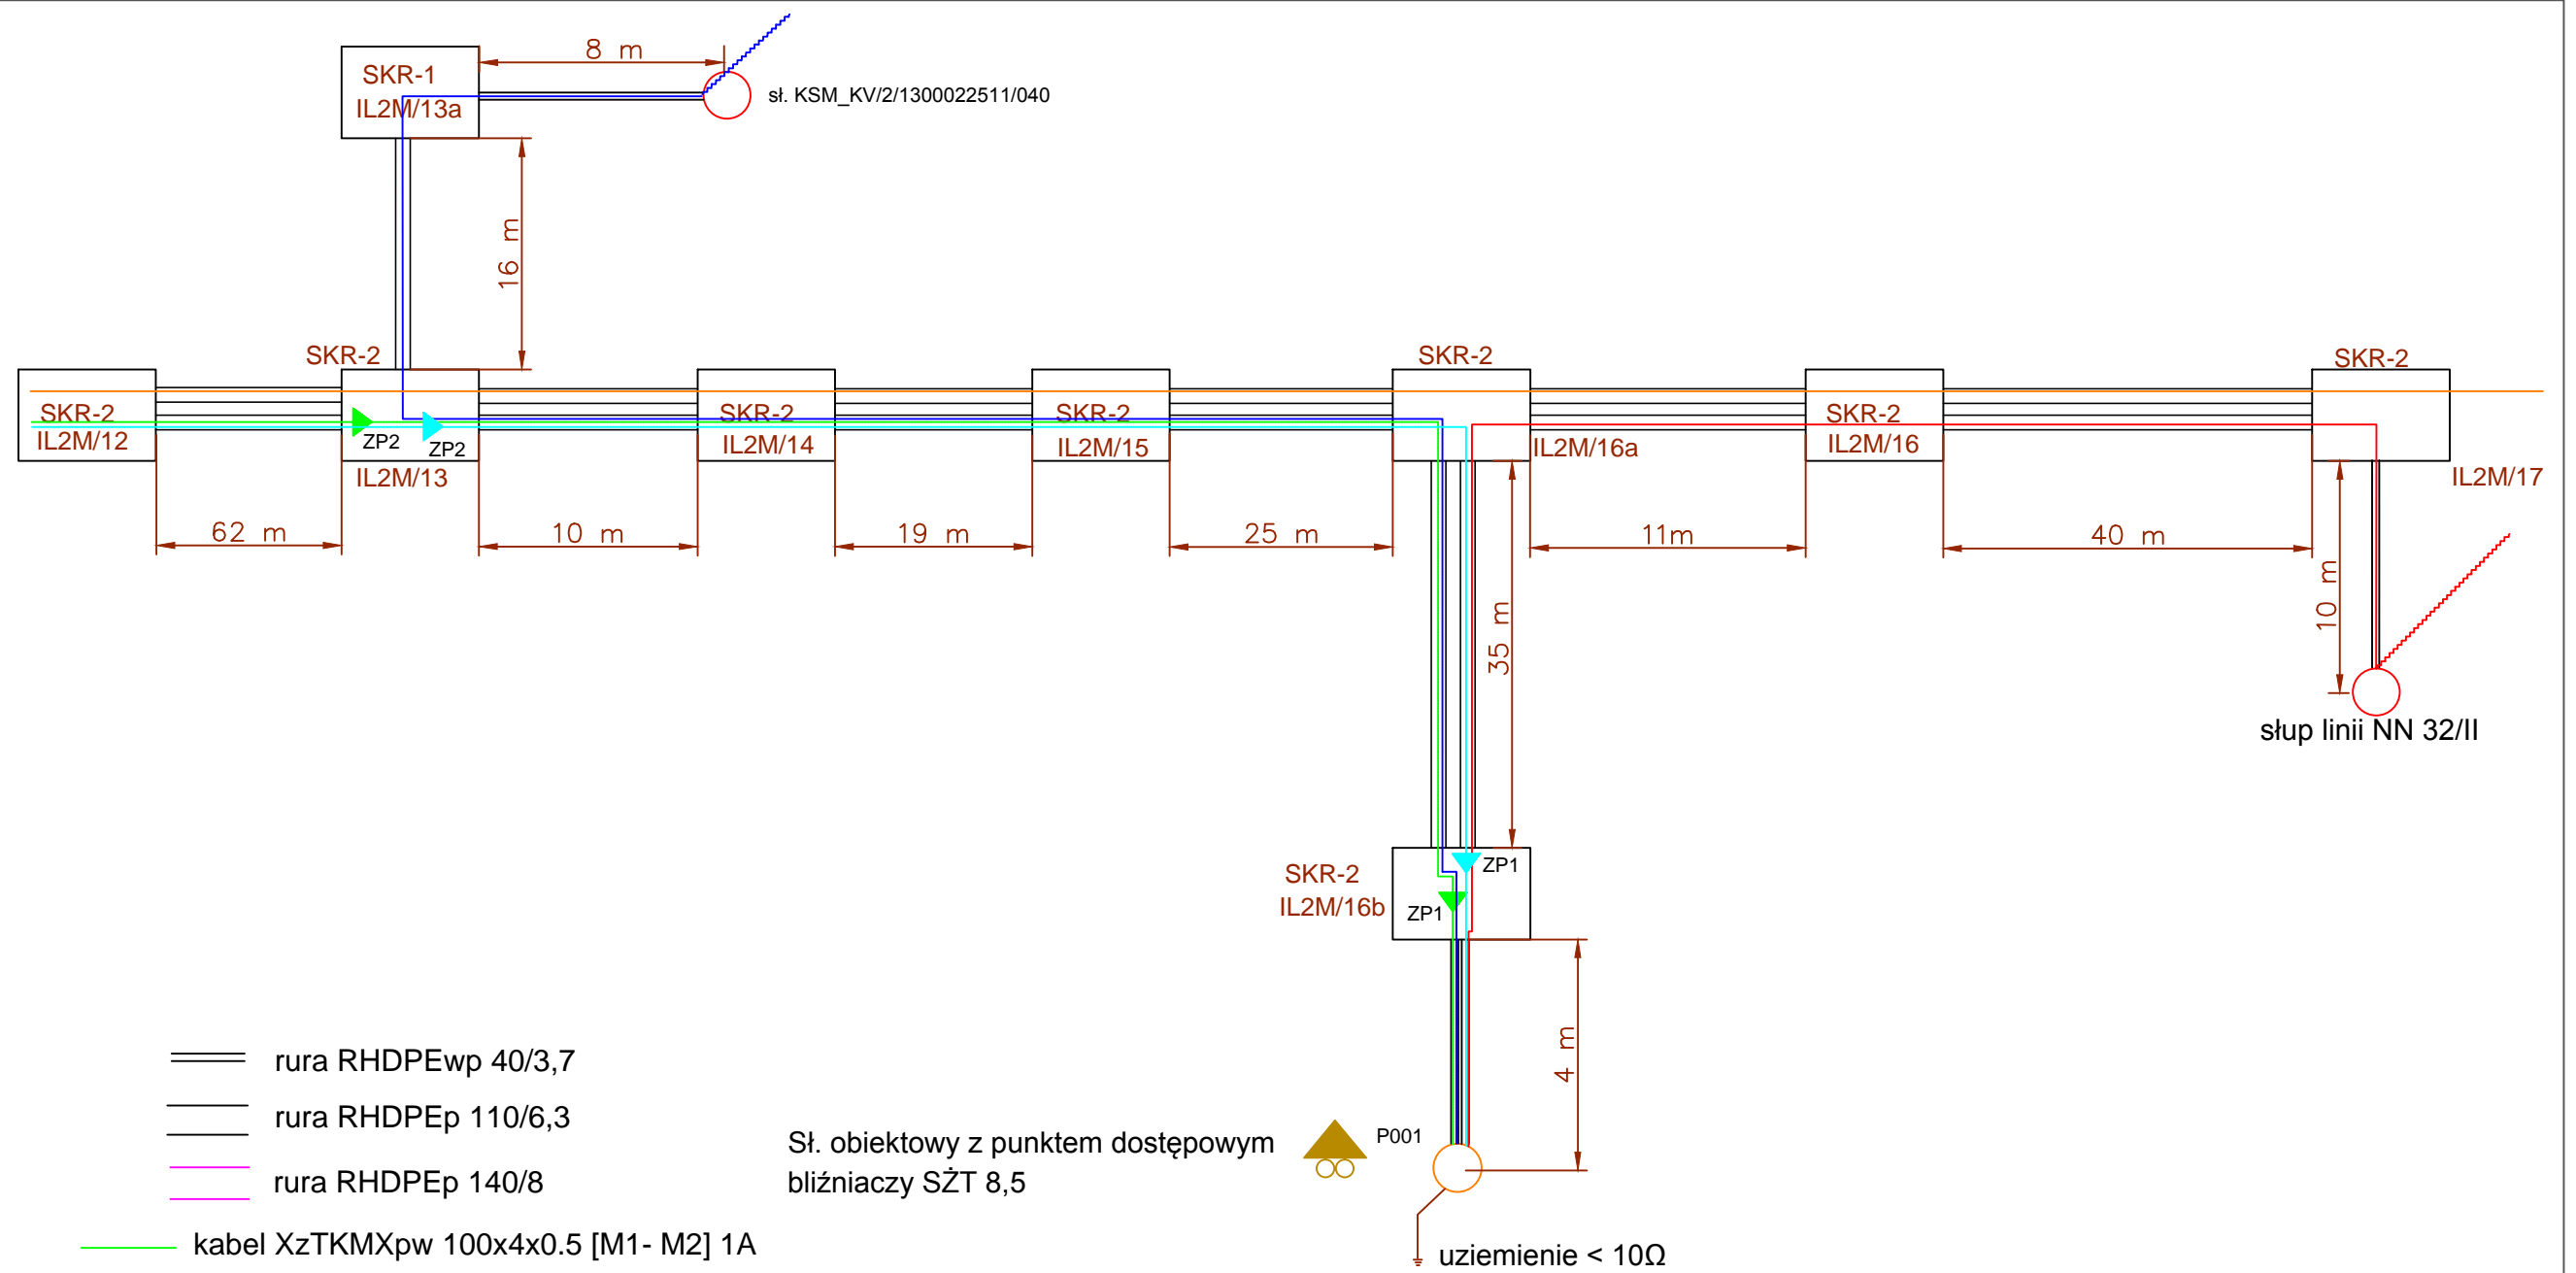 8 m
SKR-1
IL2M/13a
sł. KSM_KV/2/1300022511/040
16 m
SKR-2
SKR-2
SKR-2
SKR-2
IL2M/12
ZP2
ZP2
IL2M/13
SKR-2
IL2M/14
SKR-2
IL2M/15
IL2M/16a
SKR-2
IL2M/16
IL2M/17
62 m
10 m
19 m
25 m
11m
40 m
10 m
35 m
słup linii NN 32/II
SKR-2
IL2M/16b
ZP1
ZP1
4 m
rura RHDPEwp 40/3,7
rura RHDPEp 110/6,3
rura RHDPEp 140/8
kabel XzTKMXpw 100x4x0.5 [M1- M2] 1A
Sł. obiektowy z punktem dostępowym
bliźniaczy SŻT 8,5
P001
uziemienie < 10Ω